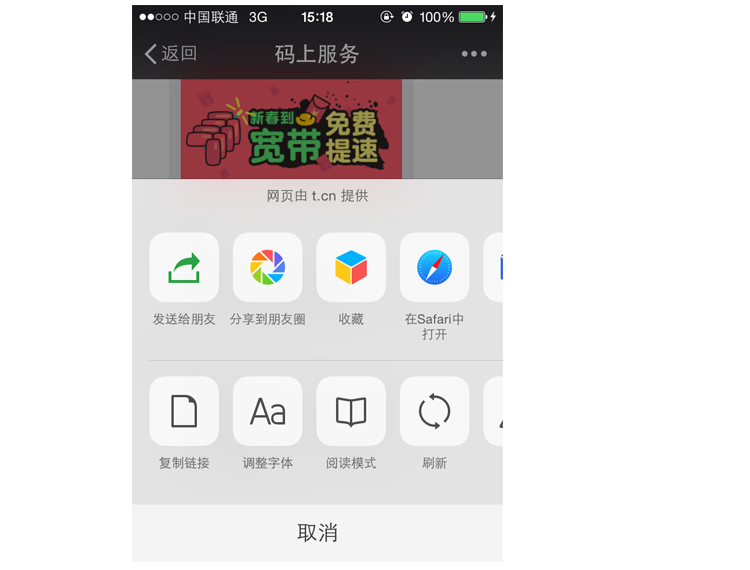 中国联通 3G 15:18 100%
返回 码上服务
新春到
宽带
免费
提速
网页由 t.cn 提供
发送给朋友 分享到朋友圈 收藏 在Safari中
打开
Aa
复制链接 调整字体 阅读模式 刷新
取消